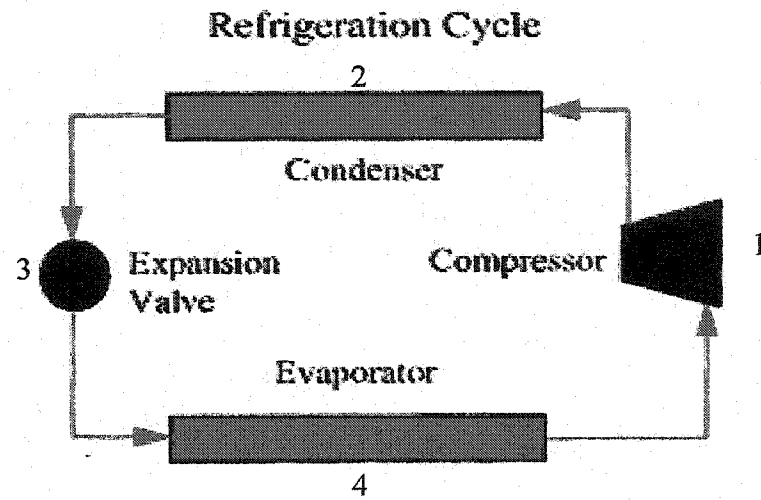 Refrigeration Cycle
2
Condenser
3
Expansion
Valve
Compressor
1
Evaporator
4